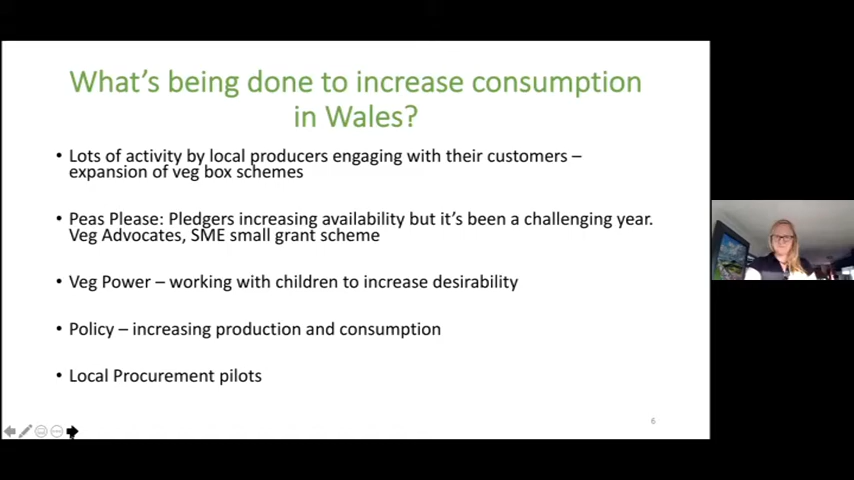 What's being done to increase consumption
in Wales?
• Lots of activity by local producers engaging with their customers –
expansion of veg box schemes
• Peas Please: Pledgers increasing availability but it's been a challenging year.
Veg Advocates, SME small grant scheme
• Veg Power – working with children to increase desirability
• Policy – increasing production and consumption
• Local Procurement pilots
6